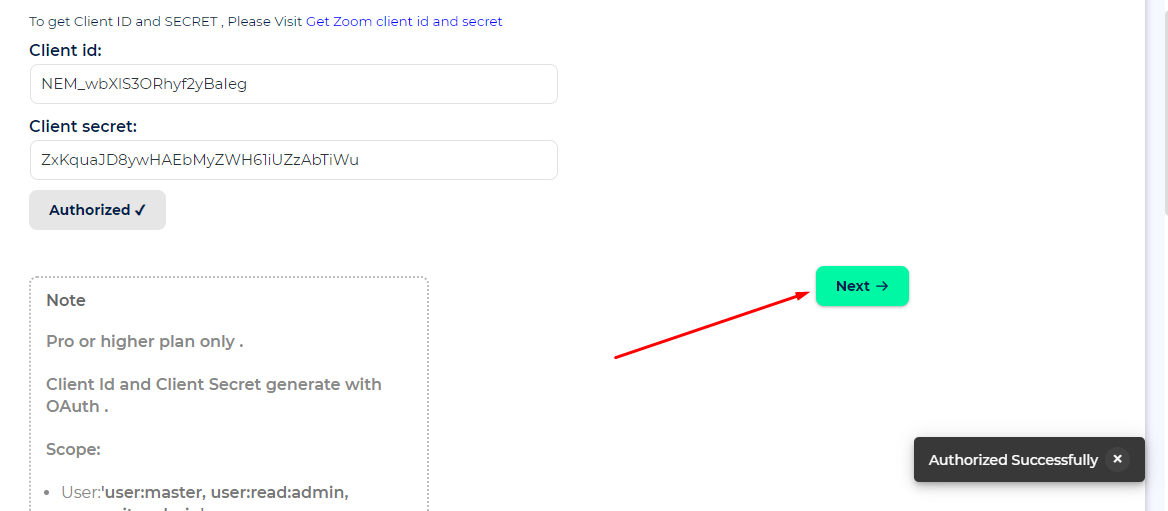 To get Client ID and SECRET , Please Visit Get Zoom client id and secret
Client id:
NEM_wbXlS3ORhyf2yBaIeg
Client secret:
ZxKquaJD8ywHAEbMyZWH61iUZzAbTiWu
Authorized ✓
Note
Next →
Pro or higher plan only .
Client Id and Client Secret generate with
OAuth .
Scope:
Authorized Successfully ×
• User:'user:master, user:read:admin,